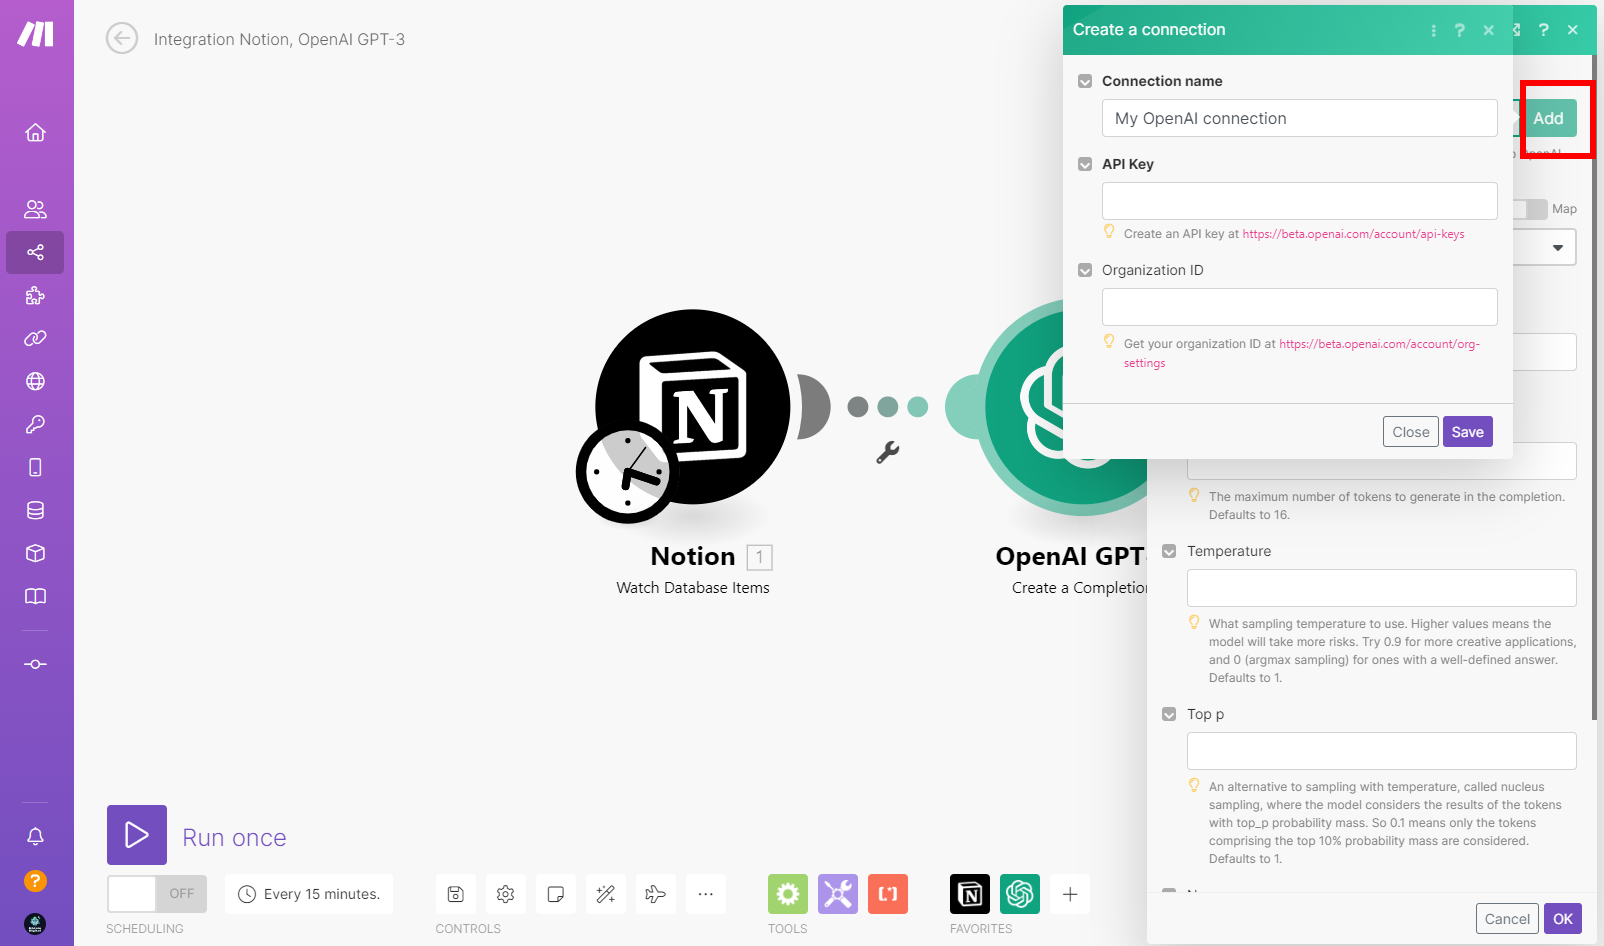 Integration Notion, OpenAI GPT-3
Create a connection
Connection name
My OpenAI connection
API Key
Create an API key at https://beta.openai.com/account/api-keys
Organization ID
Get your organization ID at https://beta.openai.com/account/org-
settings
Close
Save
Add
OpenAI
Map
N
Notion 1
Watch Database Items
OpenAI GPT-
Create a Completion
The maximum number of tokens to generate in the completion.
Defaults to 16.
Temperature
What sampling temperature to use. Higher values means the
model will take more risks. Try 0.9 for more creative applications,
and 0 (argmax sampling) for ones with a well-defined answer.
Defaults to 1.
Top p
An alternative to sampling with temperature, called nucleus
sampling, where the model considers the results of the tokens
with top_p probability mass. So 0.1 means only the tokens
comprising the top 10% probability mass are considered.
Defaults to 1.
Cancel
OK
Run once
OFF
Every 15 minutes.
SCHEDULING
CONTROLS
TOOLS
FAVORITES